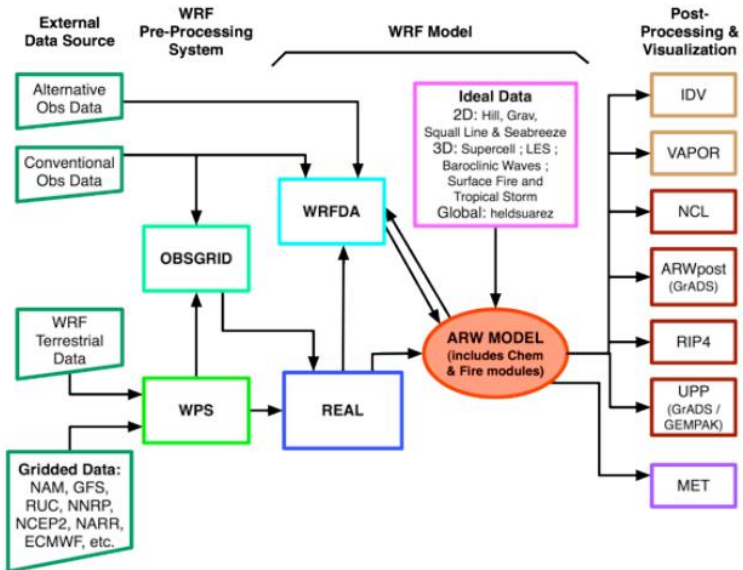 External
Data Source
WRF
Pre-Processing
System
WRF Model
Post-
Processing &
Visualization
Alternative
Obs Data
Conventional
Obs Data
WRF
Terrestrial
Data
Gridded Data:
NAM, GFS,
RUC, NNRP,
NCEP2, NARR,
ECMWF, etc.
OBSGRID
WPS
WRFDA
REAL
Ideal Data
2D: Hill, Grav,
Squall Line & Seabreeze
3D: Supercell ; LES ;
Baroclinic Waves ;
Surface Fire and
Tropical Storm
Global: heldsuarez
ARW MODEL
(includes Chem
& Fire modules)
IDV
VAPOR
NCL
ARWpost
(GrADS)
RIP4
UPP
(GrADS /
GEMPAK)
MET